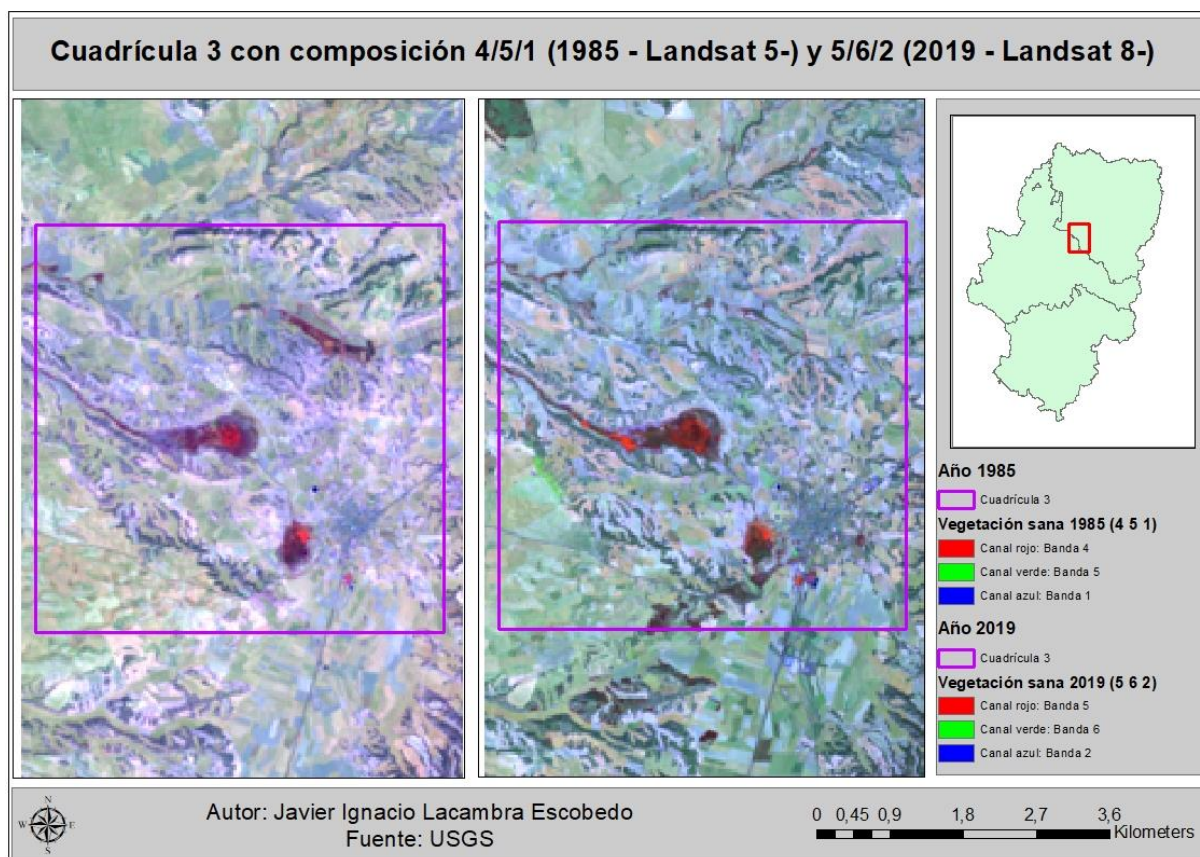 Cuadrícula 3 con composición 4/5/1 (1985 - Landsat 5-) y 5/6/2 (2019 - Landsat 8-)
Año 1985
Cuadrícula 3
Vegetación sana 1985 (4 5 1)
Canal rojo: Banda 4
Canal verde: Banda 5
Canal azul: Banda 1
Año 2019
Cuadrícula 3
Vegetación sana 2019 (5 6 2)
Canal rojo: Banda 5
Canal verde: Banda 6
Canal azul: Banda 2
N
W
E
S
Autor: Javier Ignacio Lacambra Escobedo
Fuente: USGS
0 0,45 0,9 1,8 2,7 3,6
Kilometers